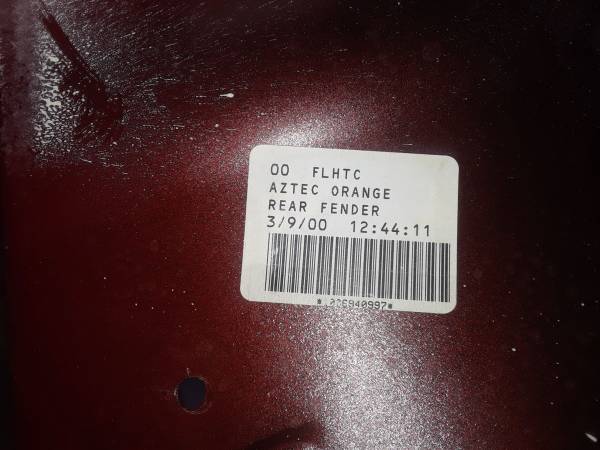 00 FLHTC
AZTEC ORANGE
REAR FENDER
3/9/00 12:44:11